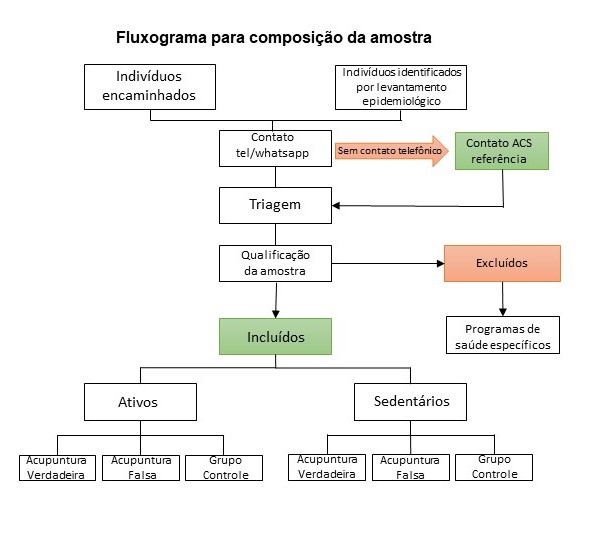 Fluxograma para composição da amostra
Indivíduos
encaminhados
Indivíduos identificados
por levantamento
epidemiológico
Contato
tel/whatsapp
Sem contato telefônico
Contato ACS
referência
Triagem
Qualificação
da amostra
Excluídos
Incluídos
Programas de
saúde específicos
Ativos
Sedentários
Acupuntura
Verdadeira
Acupuntura
Falsa
Grupo
Controle
Acupuntura
Verdadeira
Acupuntura
Falsa
Grupo
Controle